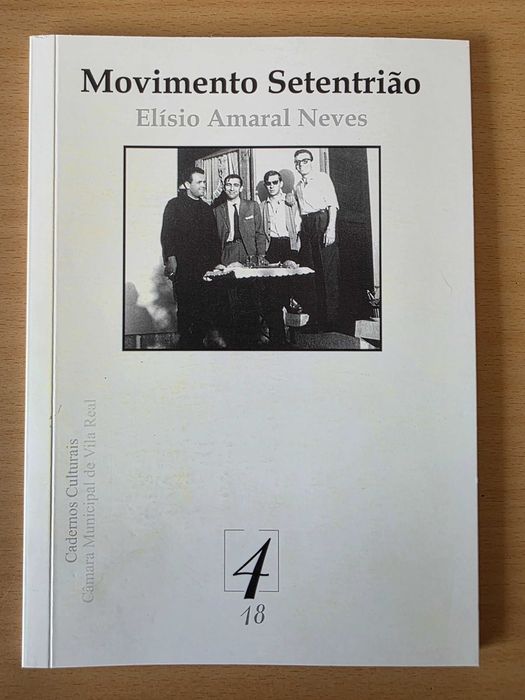 Movimento Setentrião
Elísio Amaral Neves
Cadernos Culturais
Câmara Municipal de Vila Real
4
18